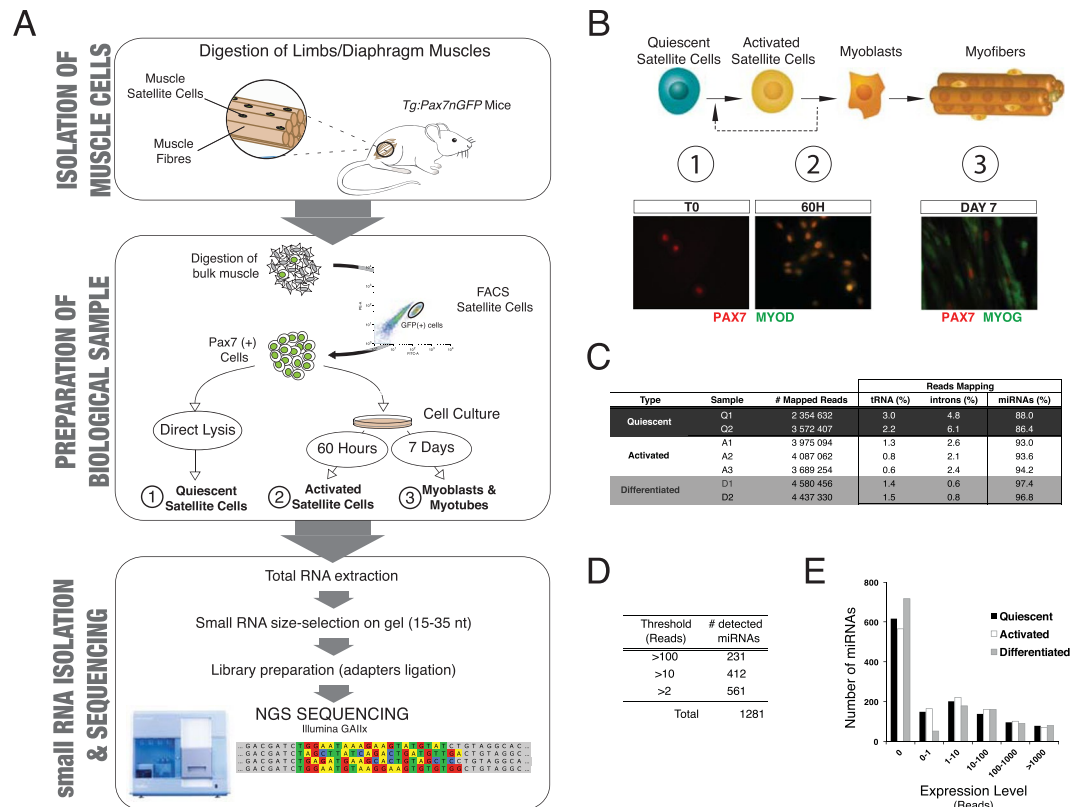 A
ISOLATION OF
MUSCLE CELLS
Digestion of Limbs/Diaphragm Muscles
Muscle
Satellite Cells
Tg:Pax7nGFP Mice
Muscle
Fibres
PREPARATION OF
BIOLOGICAL SAMPLE
Digestion of
bulk muscle
FACS
Satellite Cells
GFP(+) cells
FITC-A
Pax7 (+)
Cells
Cell Culture
Direct Lysis
60 Hours
7 Days
1 Quiescent
Satellite Cells
2 Activated
Satellite Cells
3 Myoblasts &
Myotubes
small RNA ISOLATION
& SEQUENCING
Total RNA extraction
Small RNA size-selection on gel (15-35 nt)
Library preparation (adapters ligation)
NGS SEQUENCING
Illumina GAIIx
... GACGATCTGGAATAAAGAAGTATGTATCTGTAGGCAC ...
... GACGATCTAGCTTATCAGACTGATGTTGACTGTAGGCA ...
... GACGATCTGAGATGAAGCACTGTAGCTCCTGTAGGCA ...
... GACGATCTGGAATGTAAGGAAGTGTGTGGCTGTAGGCA ...
B
Quiescent
Satellite Cells
Activated
Satellite Cells
Myoblasts
Myofibers
1
2
3
T0
60H
DAY 7
PAX7 MYOD
PAX7 MYOG
C
Reads Mapping
Type Sample # Mapped Reads tRNA (%) introns (%) miRNAs (%)
Quiescent
Q1 2 354 632 3.0 4.8 88.0
Q2 3 572 407 2.2 6.1 86.4
Activated
A1 3 975 094 1.3 2.6 93.0
A2 4 087 062 0.8 2.1 93.6
A3 3 689 254 0.6 2.4 94.2
Differentiated
D1 4 580 456 1.4 0.6 97.4
D2 4 437 330 1.5 0.8 96.8
D
Threshold
(Reads)
# detected
miRNAs
>100 231
>10 412
>2 561
Total 1281
E
Number of miRNAs
800
600
400
200
0
Quiescent
Activated
Differentiated
0
0-1
1-10
10-100
100-1000
>1000
Expression Level
(Reads)